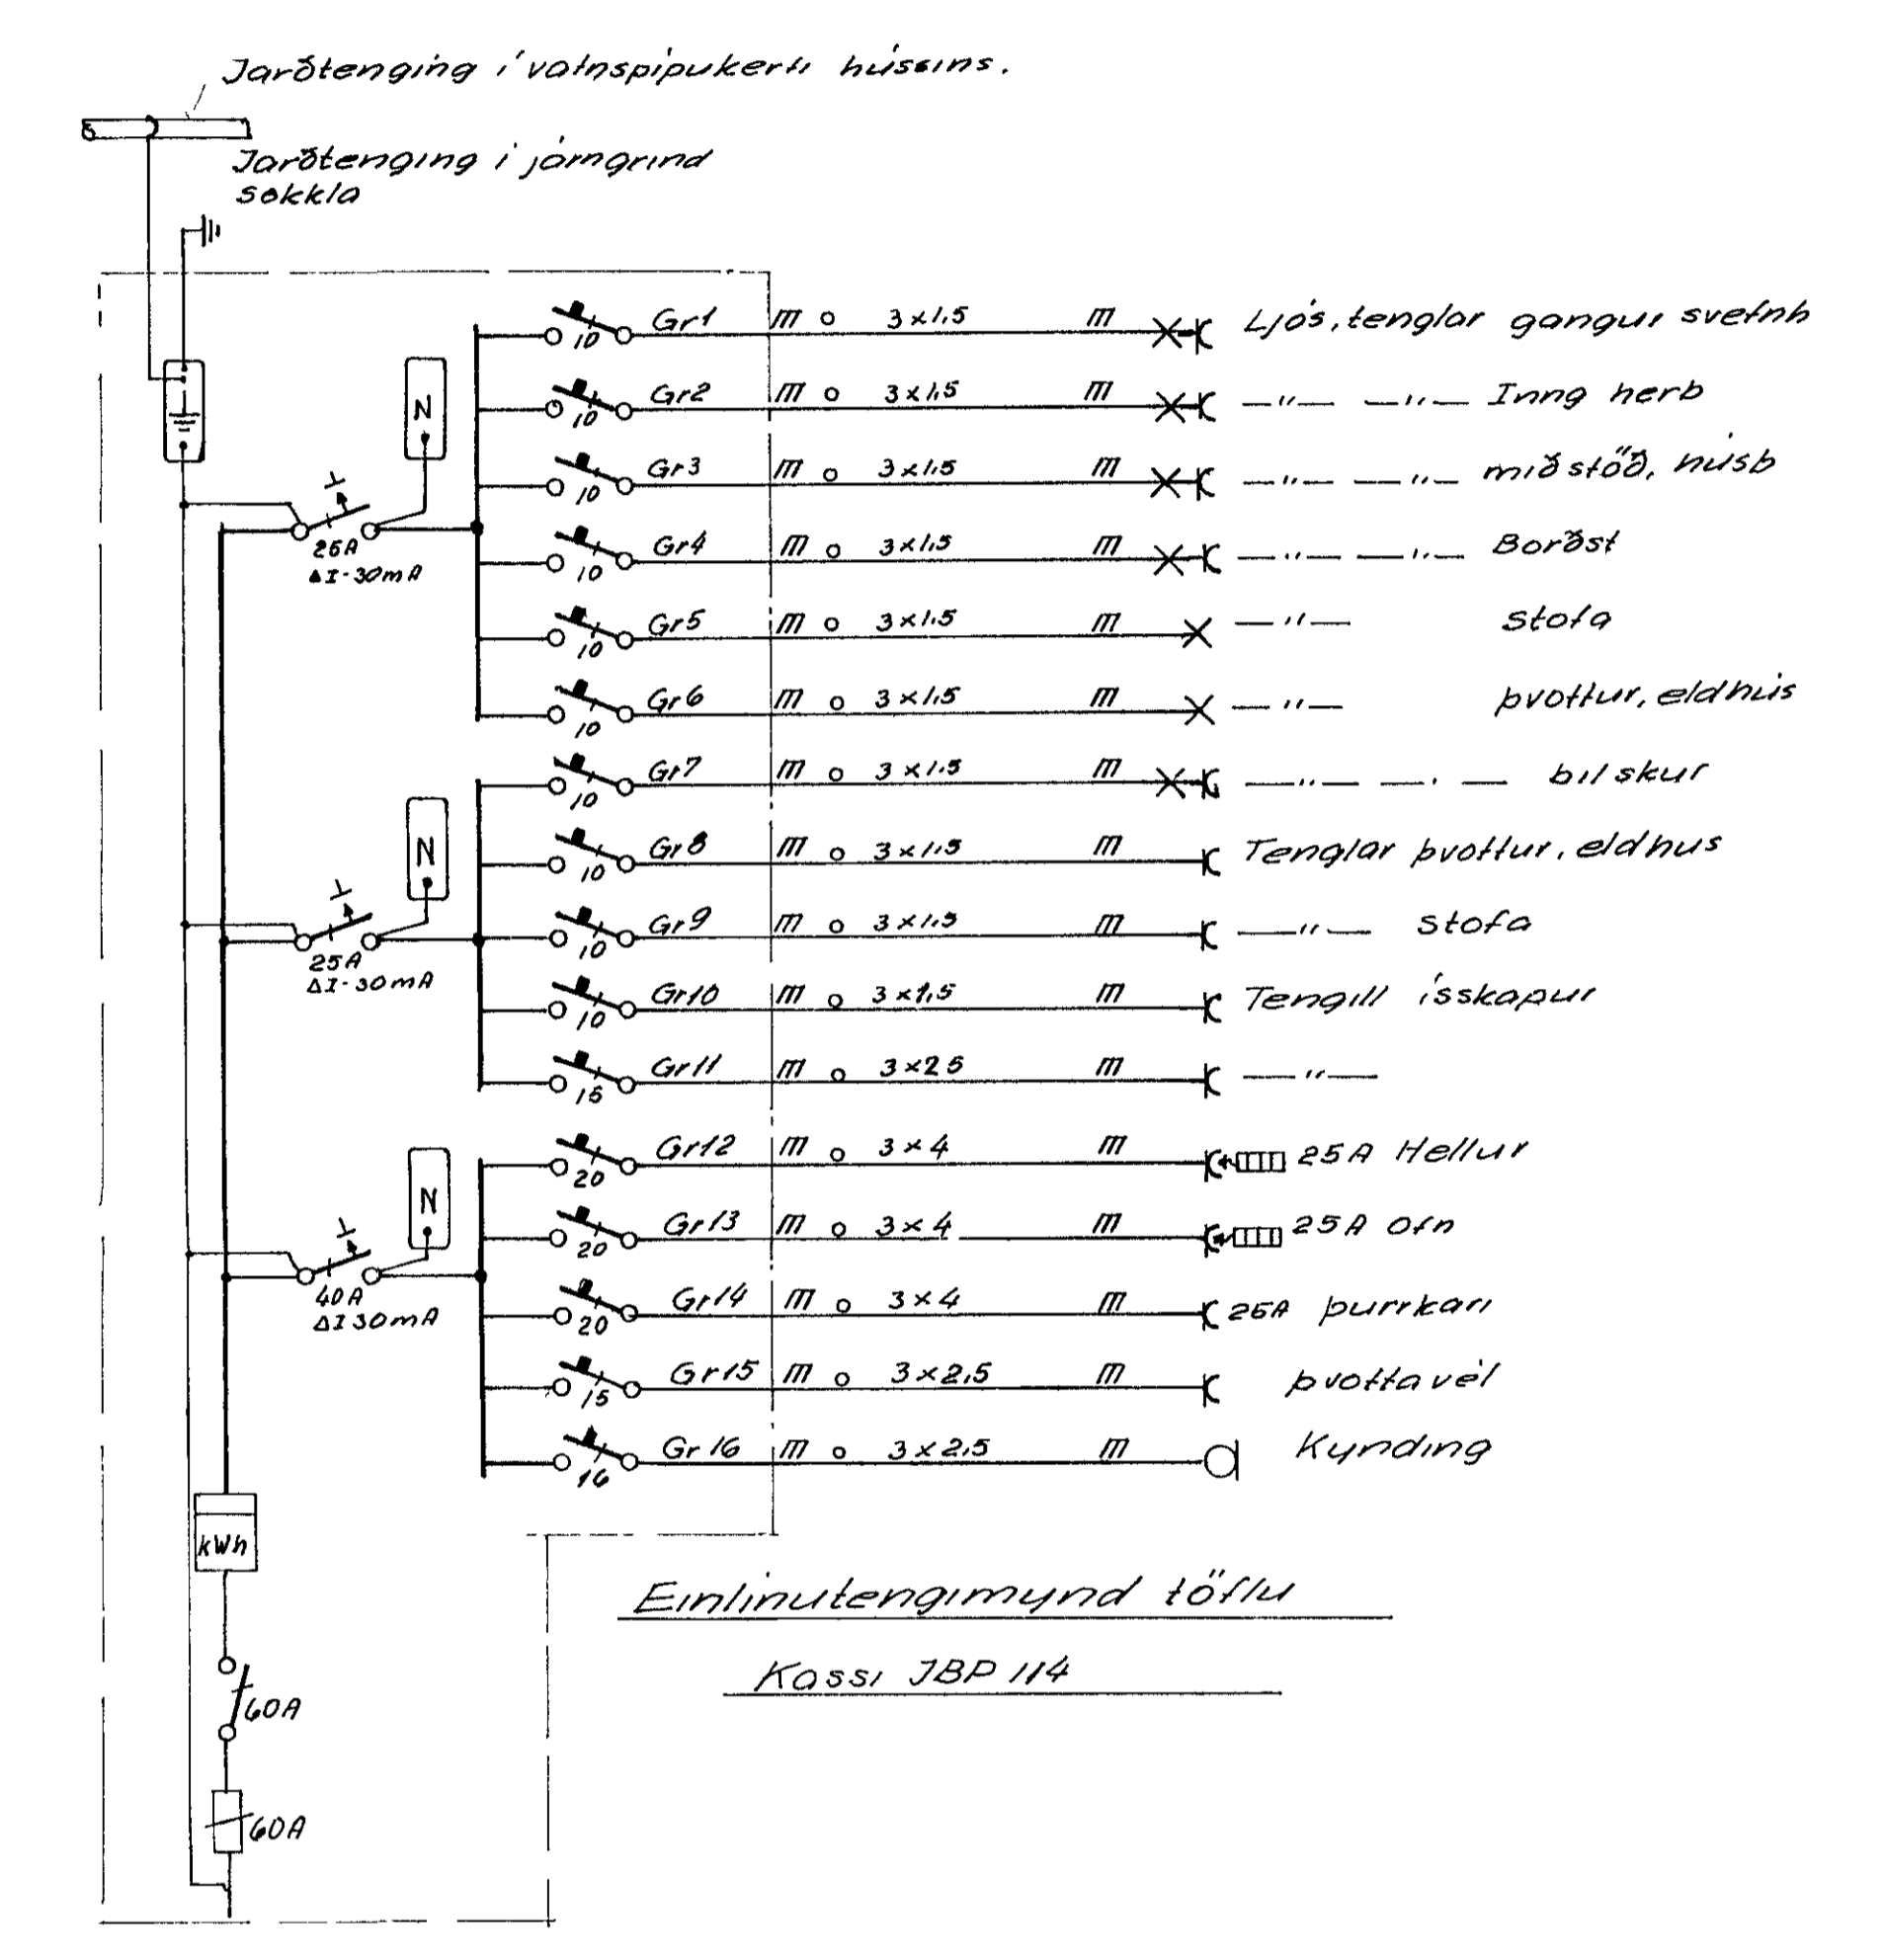 Jarðtenging í vatnspípukerfi hússins.
Jarðtenging í járngrind
sökkla
Gr1 m 3x1.5 m Ljós, tenglar gangur svefnh
10
Gr2 m 3x1,5 m —"— —"— Inng herb
10
N
Gr3 m 3x1.5 m —"— —"— miðstöð, húsb
10
25A
ΔI-30mA
Gr4 m 3x1.5 m —"— —"— Borðst
10
Gr5 m 3x1.5 m —"— Stofa
10
Gr6 m 3x1.5 m —"— þvottur, eldhús
10
Gr7 m 3x1.5 m —"— —'— bílskur
10
N
Gr8 m 3x1.5 m Tenglar þvottur, eldhus
10
Gr9 m 3x1.5 m —"— Stofa
10
25A
ΔI-30mA
Gr10 m 3x1,5 m Tengill ísskapur
10
Gr11 m 3x2 5 m —"—
15
Gr12 m 3x4 m 25A Hellur
20
N
Gr13 m 3x4 m 25A Ofn
20
40A
ΔI 30mA
Gr14 m 3x4 m 25A þurrkari
20
Gr15 m 3x2,5 m þvottavél
15
Gr16 m 3x2,5 m Kynding
16
kWh
60A
60A
Einlínutengimynd töflu
Kassi JBP 114